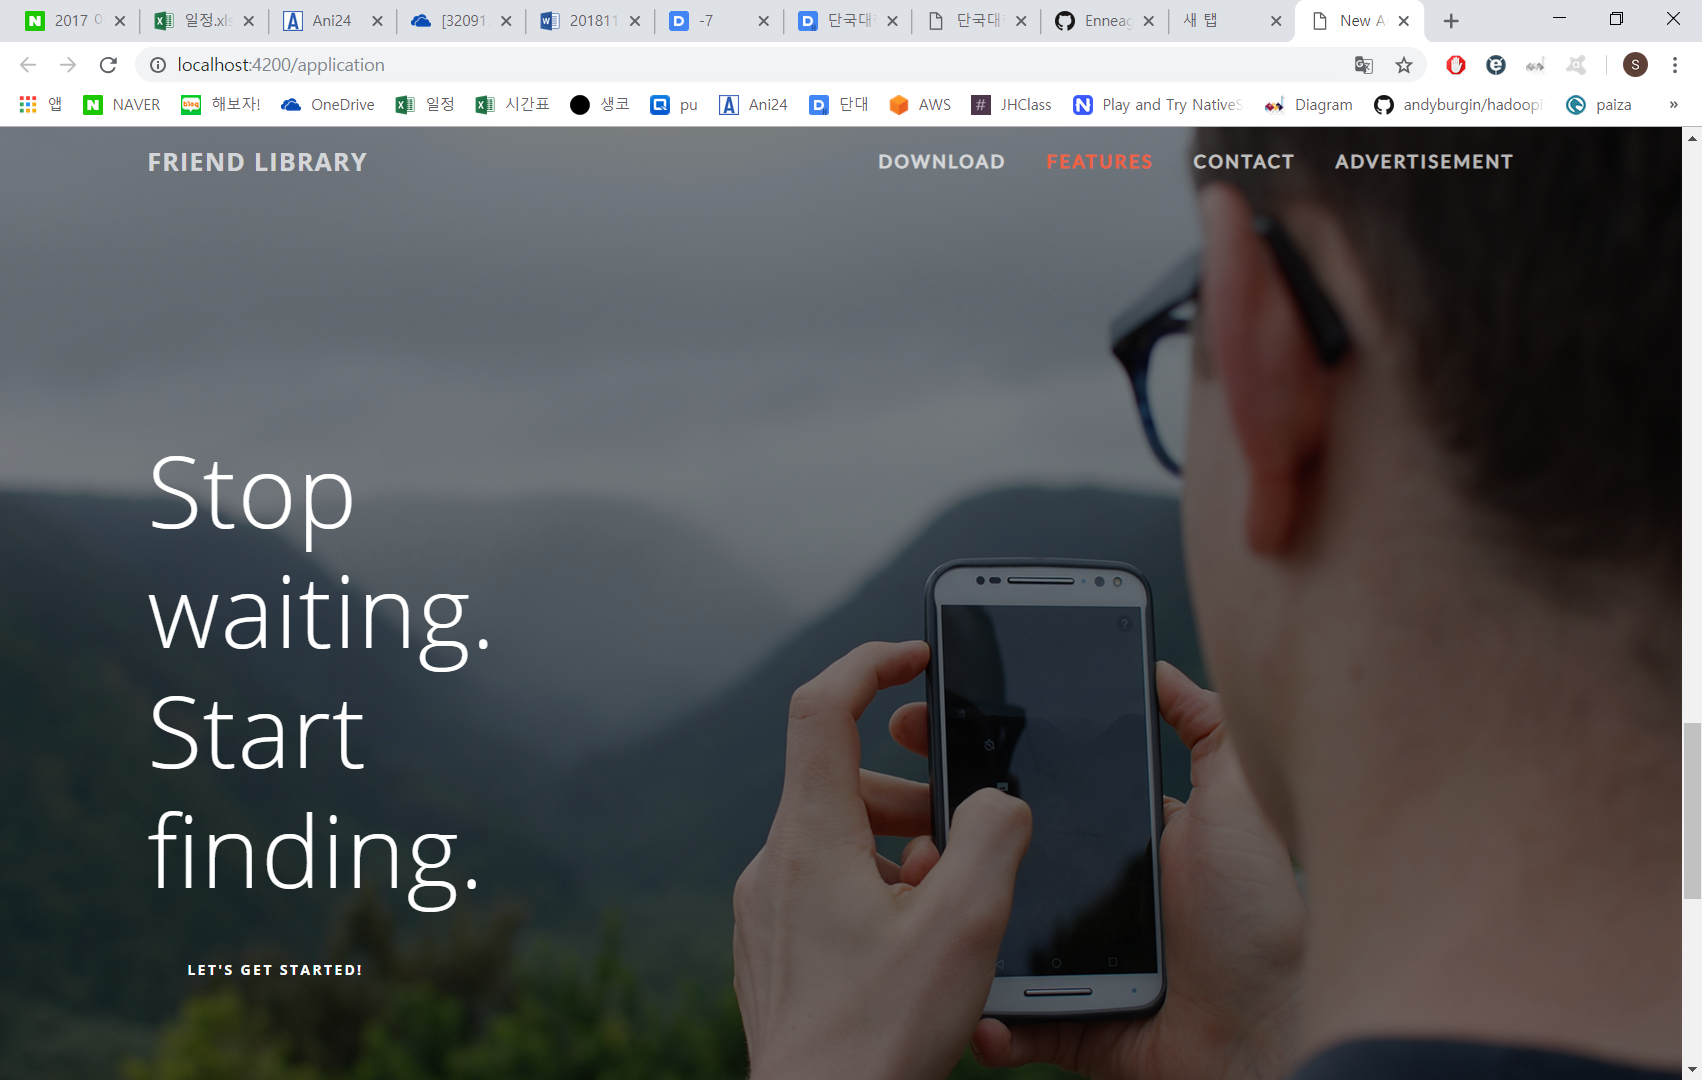 2017
일정.xls
Ani24
[32091
201811
-7
단국대
단국대
Ennea
새 탭
New A
localhost:4200/application
S
앱
NAVER
해보자!
OneDrive
일정
시간표
생코
pu
Ani24
단대
AWS
JHClass
Play and Try NativeS
Diagram
andyburgin/hadoopi
paiza
»
FRIEND LIBRARY
DOWNLOAD
FEATURES
CONTACT
ADVERTISEMENT
Stop
waiting.
Start
finding.
LET'S GET STARTED!